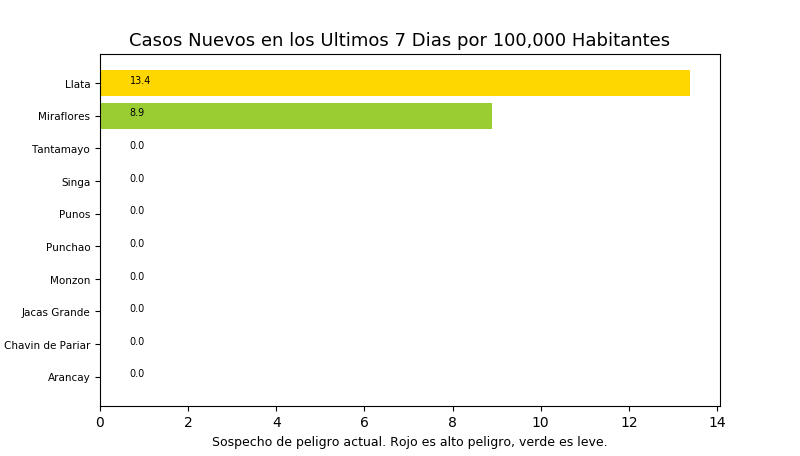 Casos Nuevos en los Ultimos 7 Dias por 100,000 Habitantes
Llata 13.4
Miraflores 8.9
Tantamayo 0.0
Singa 0.0
Punos 0.0
Punchao 0.0
Monzon 0.0
Jacas Grande 0.0
Chavin de Pariar 0.0
Arancay 0.0
0 2 4 6 8 10 12 14
Sospecho de peligro actual. Rojo es alto peligro, verde es leve.